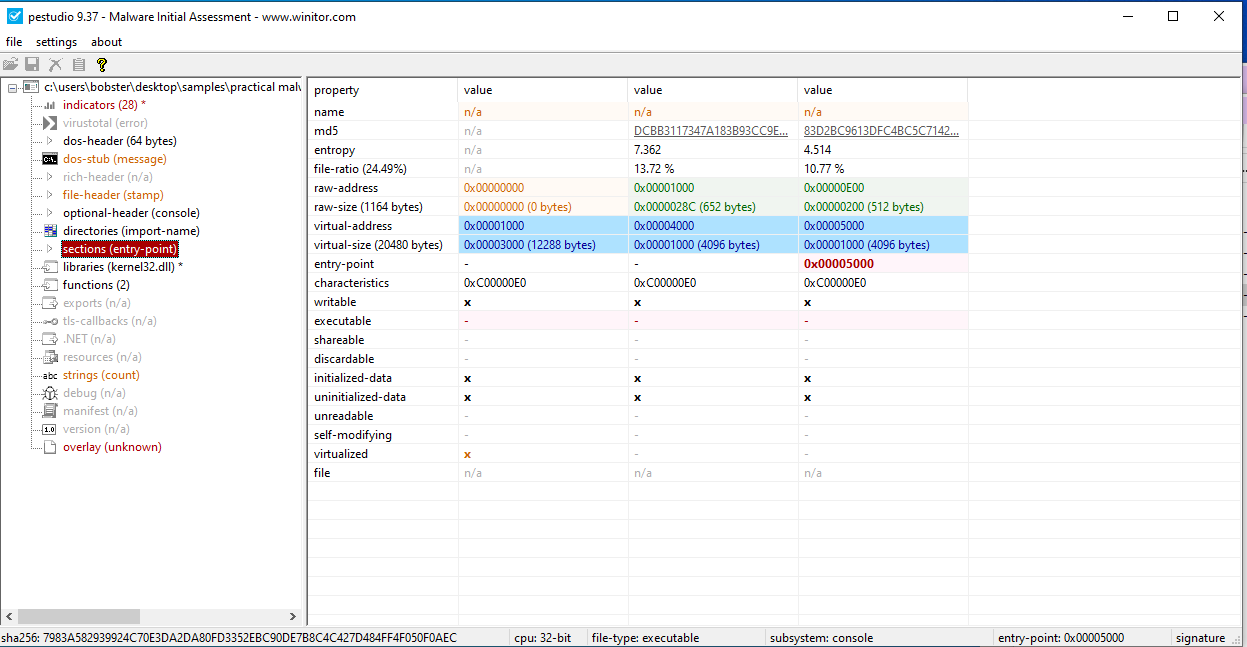 pestudio 9.37 - Malware Initial Assessment - www.winitor.com
file settings about
c:\users\bobster\desktop\samples\practical malw
indicators (28) *
virustotal (error)
dos-header (64 bytes)
dos-stub (message)
rich-header (n/a)
file-header (stamp)
optional-header (console)
directories (import-name)
sections (entry-point)
libraries (kernel32.dll) *
functions (2)
exports (n/a)
tls-callbacks (n/a)
.NET (n/a)
resources (n/a)
abc strings (count)
debug (n/a)
manifest (n/a)
1.0 version (n/a)
overlay (unknown)
property value value value
name n/a n/a n/a
md5 n/a DCBB3117347A183B93CC9E... 83D2BC9613DFC4BC5C7142...
entropy n/a 7.362 4.514
file-ratio (24.49%) n/a 13.72 % 10.77 %
raw-address 0x00000000 0x00001000 0x00000E00
raw-size (1164 bytes) 0x00000000 (0 bytes) 0x0000028C (652 bytes) 0x00000200 (512 bytes)
virtual-address 0x00001000 0x00004000 0x00005000
virtual-size (20480 bytes) 0x00003000 (12288 bytes) 0x00001000 (4096 bytes) 0x00001000 (4096 bytes)
entry-point - - 0x00005000
characteristics 0xC00000E0 0xC00000E0 0xC00000E0
writable x x x
executable - - -
shareable - - -
discardable - - -
initialized-data x x x
uninitialized-data x x x
unreadable - - -
self-modifying - - -
virtualized x - -
file n/a n/a n/a
sha256: 7983A582939924C70E3DA2DA80FD3352EBC90DE7B8C4C427D484FF4F050F0AEC cpu: 32-bit file-type: executable subsystem: console entry-point: 0x00005000 signature